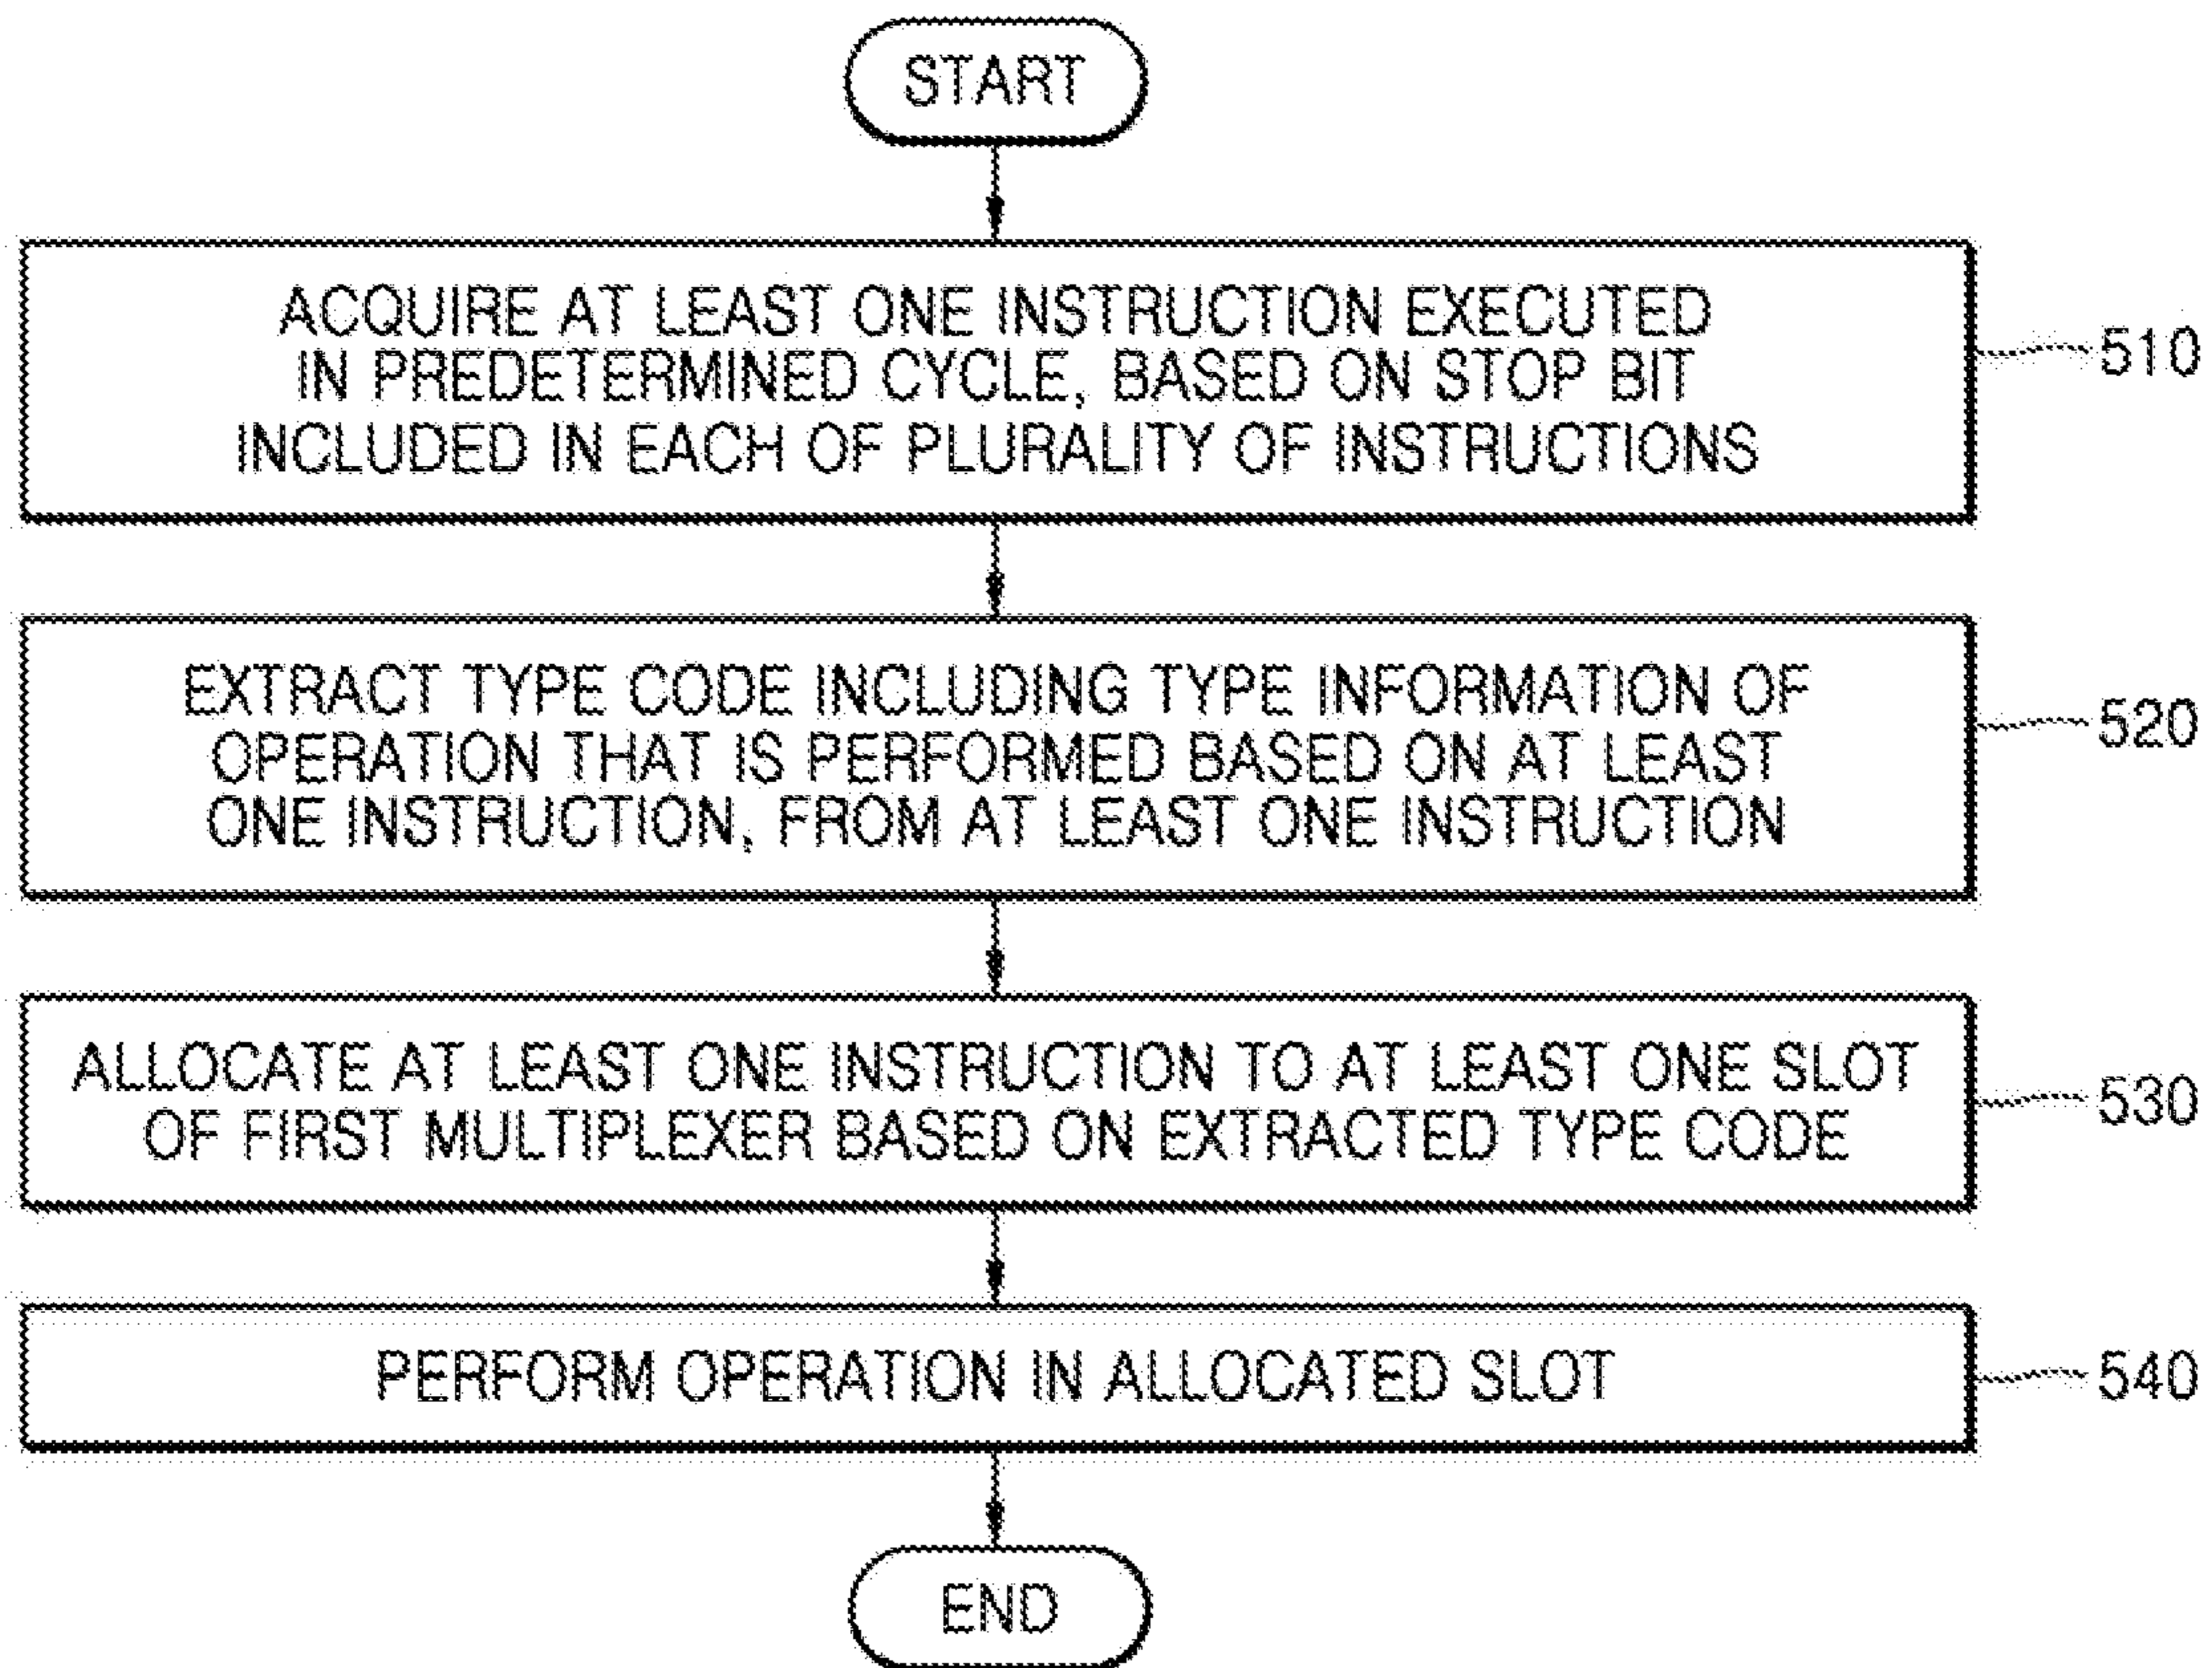 START
ACQUIRE AT LEAST ONE INSTRUCTION EXECUTED
IN PREDETERMINED CYCLE, BASED ON STOP BIT
INCLUDED IN EACH OF PLURALITY OF INSTRUCTIONS
510
EXTRACT TYPE CODE INCLUDING TYPE INFORMATION OF
OPERATION THAT IS PERFORMED BASED ON AT LEAST
ONE INSTRUCTION, FROM AT LEAST ONE INSTRUCTION
520
ALLOCATE AT LEAST ONE INSTRUCTION TO AT LEAST ONE SLOT
OF FIRST MULTIPLEXER BASED ON EXTRACTED TYPE CODE
530
PERFORM OPERATION IN ALLOCATED SLOT
540
END